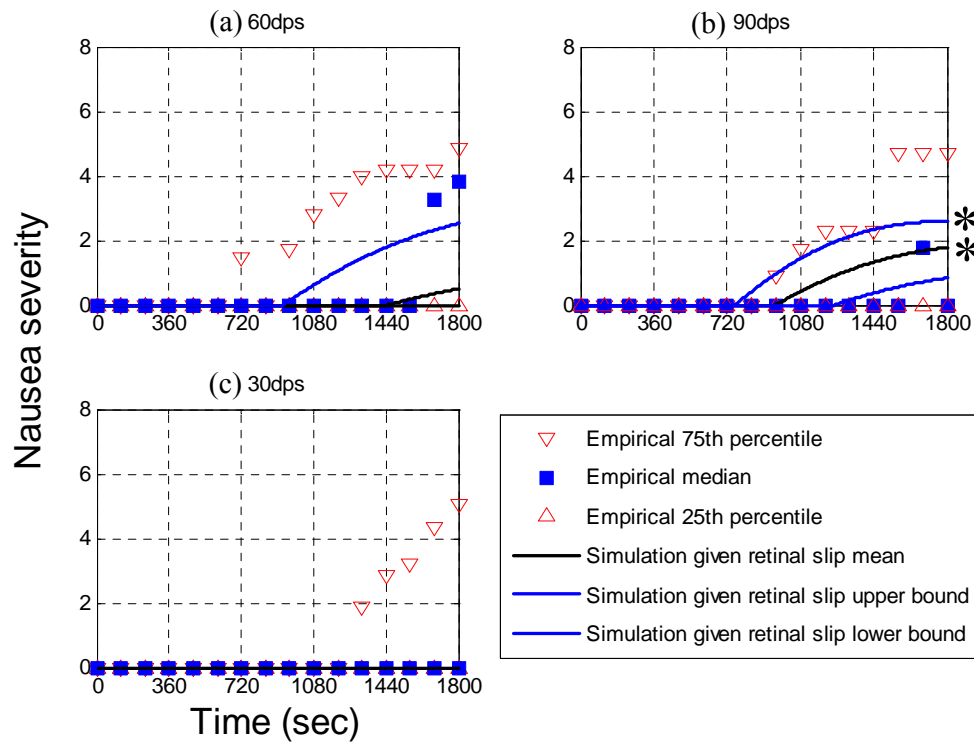 (a) 60dps
(b) 90dps
8
6
4
2
0
0 360 720 1080 1440 1800
8
6
4
2
0
0 360 720 1080 1440 1800
*
*
(c) 30dps
8
6
4
2
0
0 360 720 1080 1440 1800
Nausea severity
Time (sec)
Empirical 75th percentile
Empirical median
Empirical 25th percentile
Simulation given retinal slip mean
Simulation given retinal slip upper bound
Simulation given retinal slip lower bound